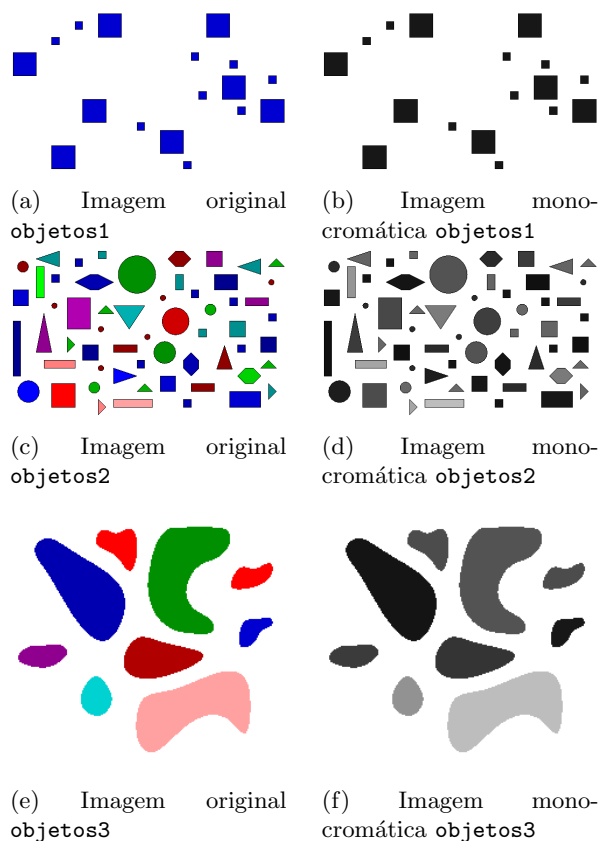 (a) Imagem original
objetos1
(b) Imagem mono-
cromática objetos1
(c) Imagem original
objetos2
(d) Imagem mono-
cromática objetos2
(e) Imagem original
objetos3
(f) Imagem mono-
cromática objetos3